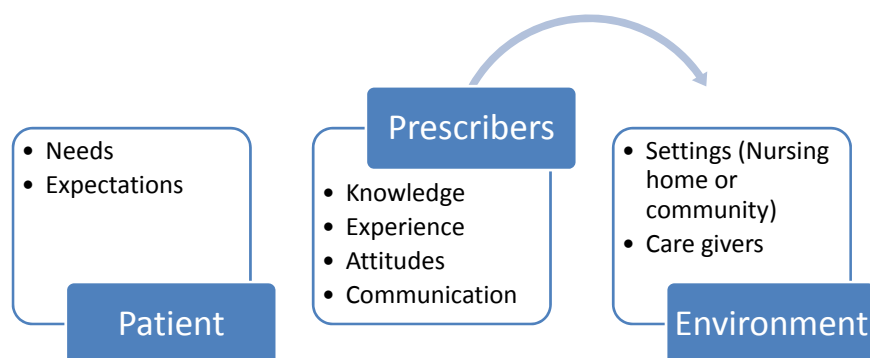 • Needs
• Expectations
Patient
Prescribers
• Knowledge
• Experience
• Attitudes
• Communication
• Settings (Nursing
home or
community)
• Care givers
Environment